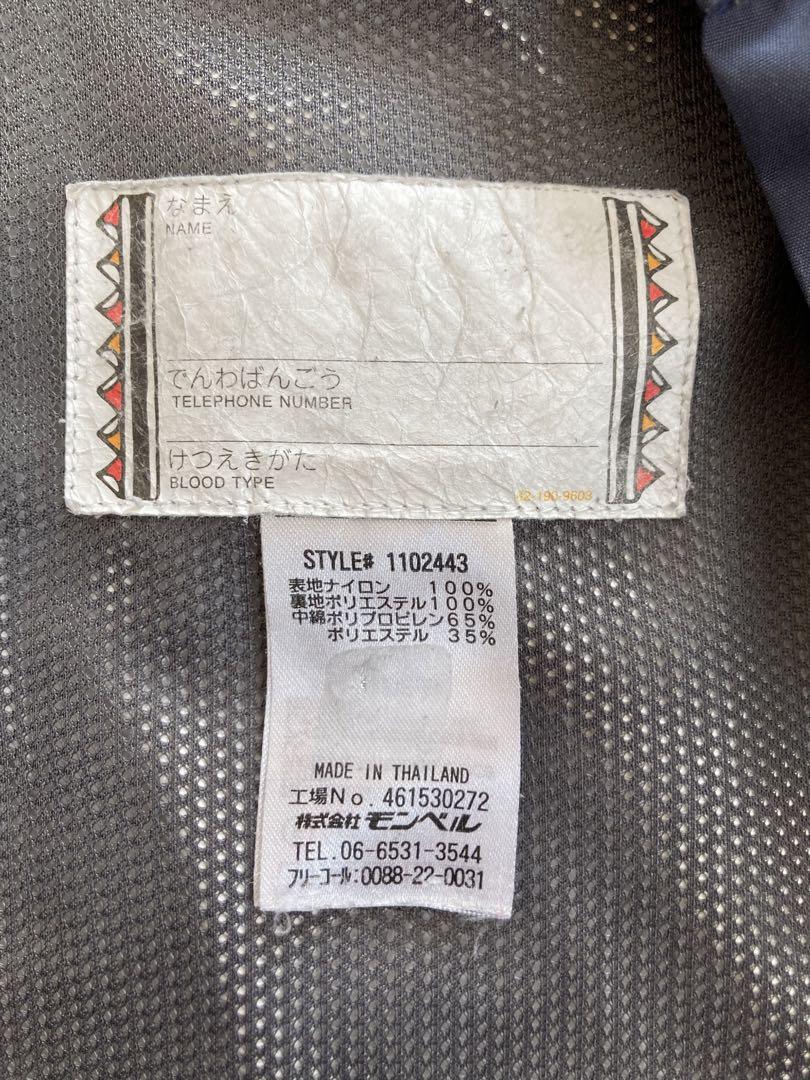 なまえ
NAME
でんわばんごう
TELEPHONE NUMBER
けつえきがた
BLOOD TYPE
42-190-9603
STYLE# 1102443
表地ナイロン 100%
裏地ポリエステル100%
中綿ポリプロピレン65%
ポリエステル 35%
MADE IN THAILAND
工場No.461530272
株式会社モンベル
TEL.06-6531-3544
フリーコール:0088-22-0031